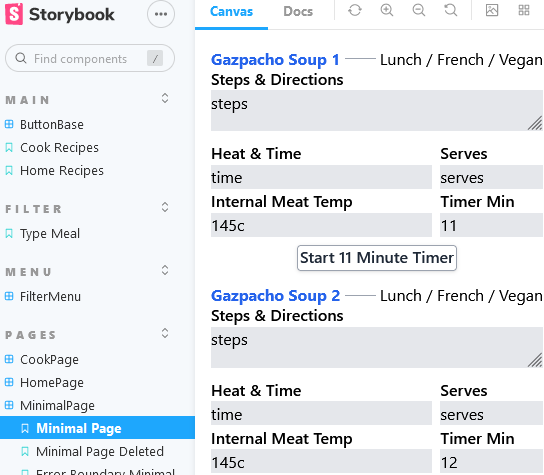 Storybook
Find components /
MAIN
ButtonBase
Cook Recipes
Home Recipes
FILTER
Type Meal
MENU
FilterMenu
PAGES
CookPage
HomePage
MinimalPage
Minimal Page
Minimal Page Deleted
Error Boundary Minimal
Canvas Docs
Gazpacho Soup 1 Lunch / French / Vegan
Steps & Directions
steps
Heat & Time Serves
time serves
Internal Meat Temp Timer Min
145c 11
Start 11 Minute Timer
Gazpacho Soup 2 Lunch / French / Vegan
Steps & Directions
steps
Heat & Time Serves
time serves
Internal Meat Temp Timer Min
145c 12